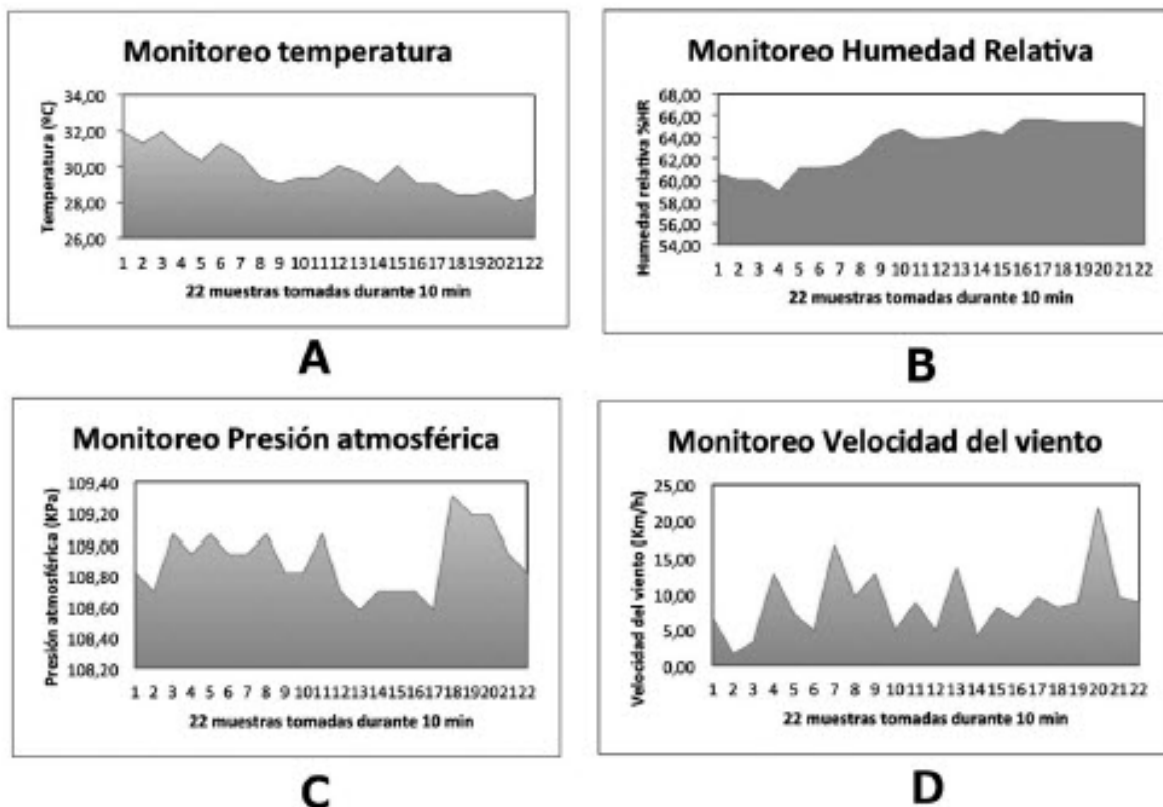 Monitoreo temperatura
Temperatura (ºC)
34,00
32,00
30,00
28,00
26,00
1 2 3 4 5 6 7 8 9 10 11 12 13 14 15 16 17 18 19 20 21 22
22 muestras tomadas durante 10 min
A
Monitoreo Humedad Relativa
Humedad relativa %HR
68,00
66,00
64,00
62,00
60,00
58,00
56,00
54,00
1 2 3 4 5 6 7 8 9 10 11 12 13 14 15 16 17 18 19 20 21 22
22 muestras tomadas durante 10 min
B
Monitoreo Presión atmosférica
Presión atmosférica (KPa)
109,40
109,20
109,00
108,80
108,60
108,40
108,20
1 2 3 4 5 6 7 8 9 10 11 12 13 14 15 16 17 18 19 20 21 22
22 muestras tomadas durante 10 min
C
Monitoreo Velocidad del viento
Velocidad del viento (Km/h)
25,00
20,00
15,00
10,00
5,00
0,00
1 2 3 4 5 6 7 8 9 10 11 12 13 14 15 16 17 18 19 20 21 22
22 muestras tomadas durante 10 min
D